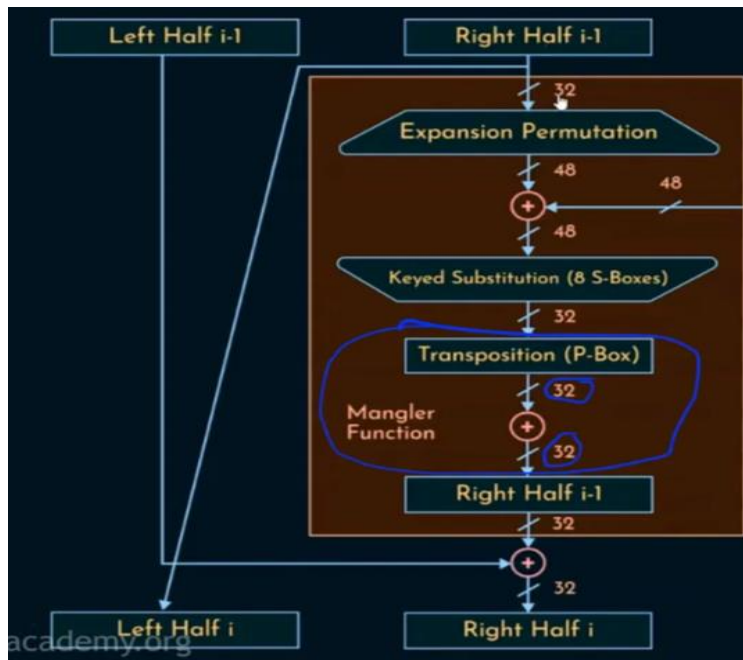 Left Half i-1
Right Half i-1
32
Expansion Permutation
48
48
+
48
Keyed Substitution (8 S-Boxes)
32
Transposition (P-Box)
32
Mangler
Function
+
32
Right Half i-1
32
+
32
Left Half i
Right Half i
academy.org